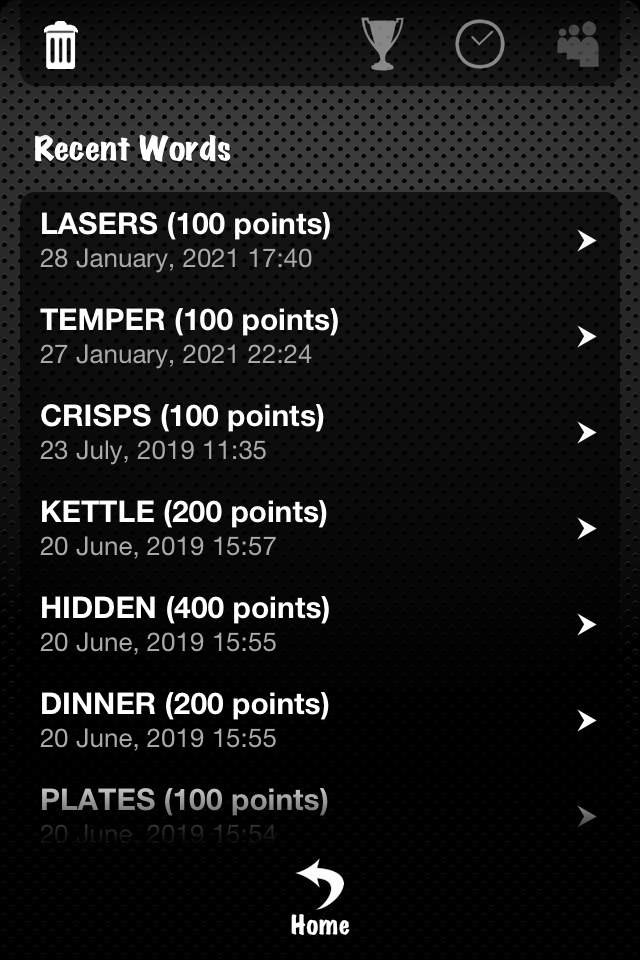 Recent Words
LASERS (100 points)
28 January, 2021 17:40
TEMPER (100 points)
27 January, 2021 22:24
CRISPS (100 points)
23 July, 2019 11:35
KETTLE (200 points)
20 June, 2019 15:57
HIDDEN (400 points)
20 June, 2019 15:55
DINNER (200 points)
20 June, 2019 15:55
PLATES (100 points)
20 June, 2019 15:54
Home